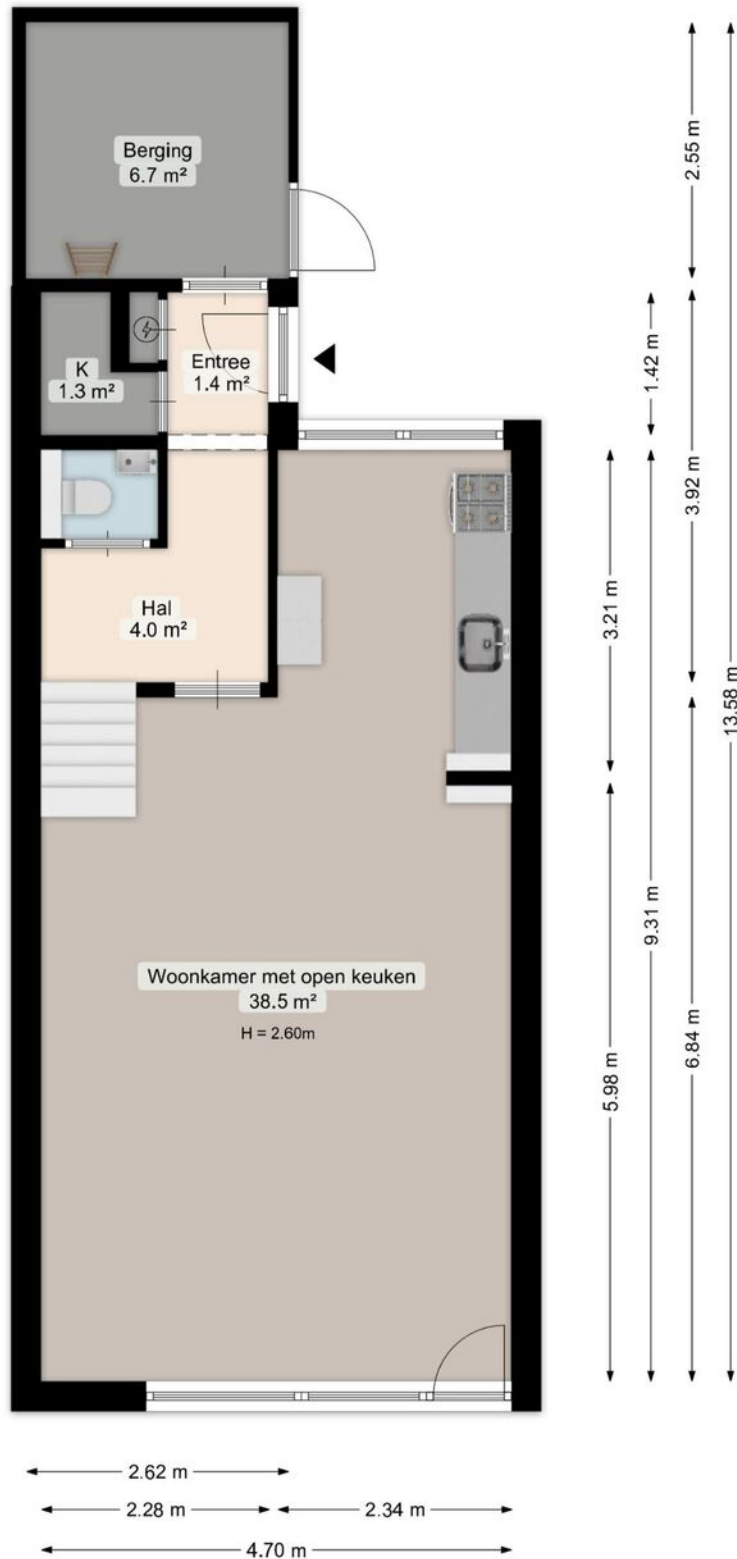 Berging
6.7 m²
2.55 m
K
1.3 m²
Entree
1.4 m²
1.42 m
3.92 m
Hal
4.0 m²
3.21 m
13.58 m
Woonkamer met open keuken
38.5 m²
H = 2.60m
9.31 m
6.84 m
5.98 m
2.62 m
2.28 m
2.34 m
4.70 m